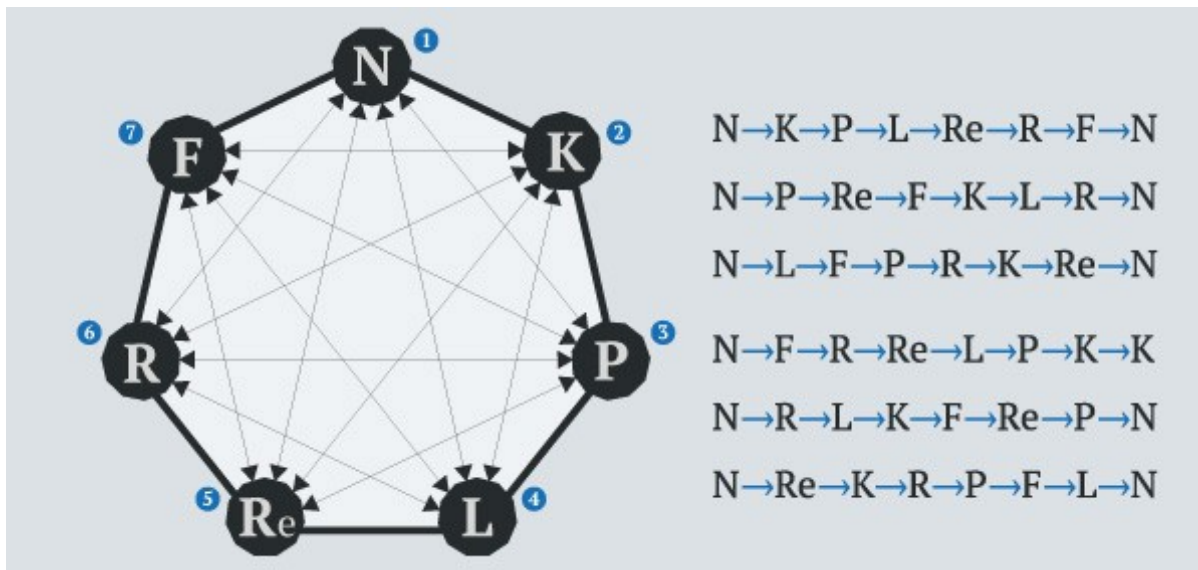 N 1
F 7
K 2
R 6
P 3
Re 5
L 4
N→K→P→L→Re→R→F→N
N→P→Re→F→K→L→R→N
N→L→F→P→R→K→Re→N
N→F→R→Re→L→P→K→K
N→R→L→K→F→Re→P→N
N→Re→K→R→P→F→L→N